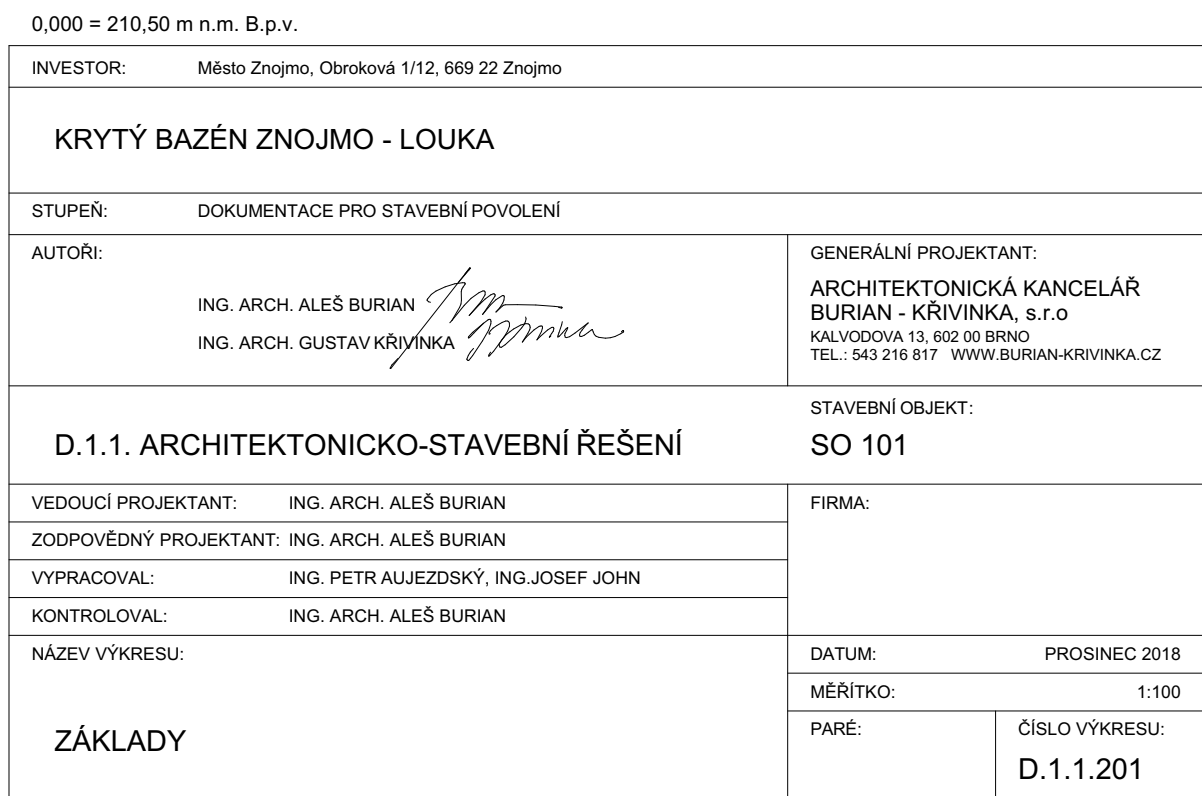 0,000 = 210,50 m n.m. B.p.v.
INVESTOR: Město Znojmo, Obroková 1/12, 669 22 Znojmo
KRYTÝ BAZÉN ZNOJMO - LOUKA
STUPEŇ: DOKUMENTACE PRO STAVEBNÍ POVOLENÍ
AUTOŘI:
ING. ARCH. ALEŠ BURIAN
ING. ARCH. GUSTAV KŘIVINKA
GENERÁLNÍ PROJEKTANT:
ARCHITEKTONICKÁ KANCELÁŘ
BURIAN - KŘIVINKA, s.r.o
KALVODOVA 13, 602 00 BRNO
TEL.: 543 216 817 WWW.BURIAN-KRIVINKA.CZ
D.1.1. ARCHITEKTONICKO-STAVEBNÍ ŘEŠENÍ
STAVEBNÍ OBJEKT:
SO 101
VEDOUCÍ PROJEKTANT: ING. ARCH. ALEŠ BURIAN
ZODPOVĚDNÝ PROJEKTANT: ING. ARCH. ALEŠ BURIAN
VYPRACOVAL: ING. PETR AUJEZDSKÝ, ING.JOSEF JOHN
KONTROLOVAL: ING. ARCH. ALEŠ BURIAN
FIRMA:
NÁZEV VÝKRESU:
ZÁKLADY
DATUM: PROSINEC 2018
MĚŘÍTKO: 1:100
PARÉ:
ČÍSLO VÝKRESU:
D.1.1.201